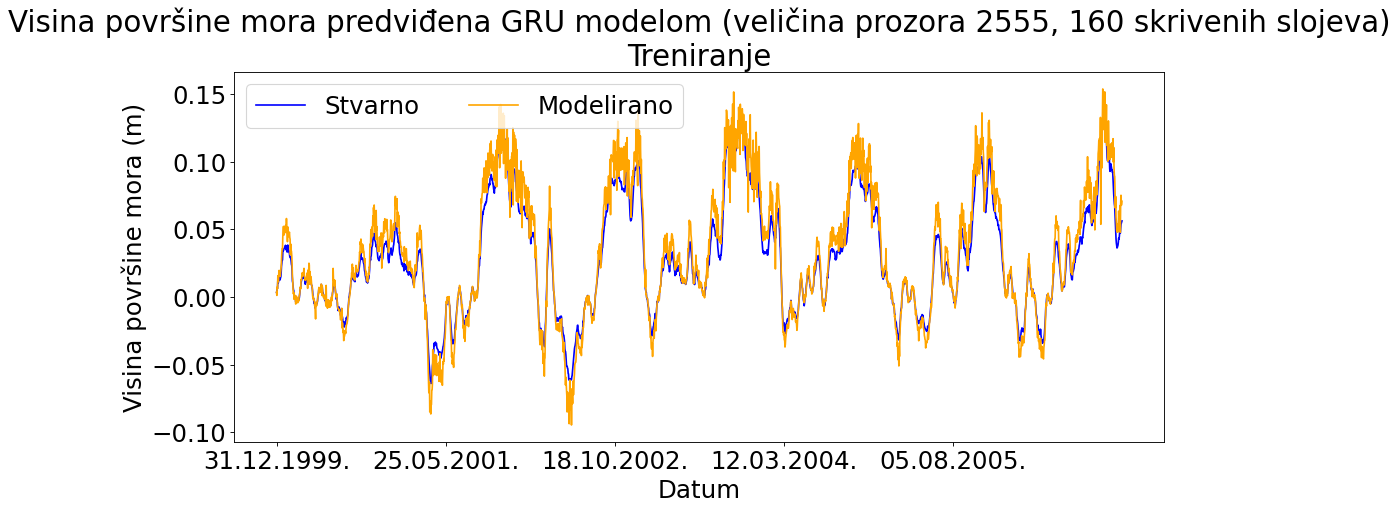 Visina površine mora predviđena GRU modelom (veličina prozora 2555, 160 skrivenih slojeva)
Treniranje
Stvarno Modelirano
Visina površine mora (m)
0.15
0.10
0.05
0.00
−0.05
−0.10
31.12.1999. 25.05.2001. 18.10.2002. 12.03.2004. 05.08.2005.
Datum